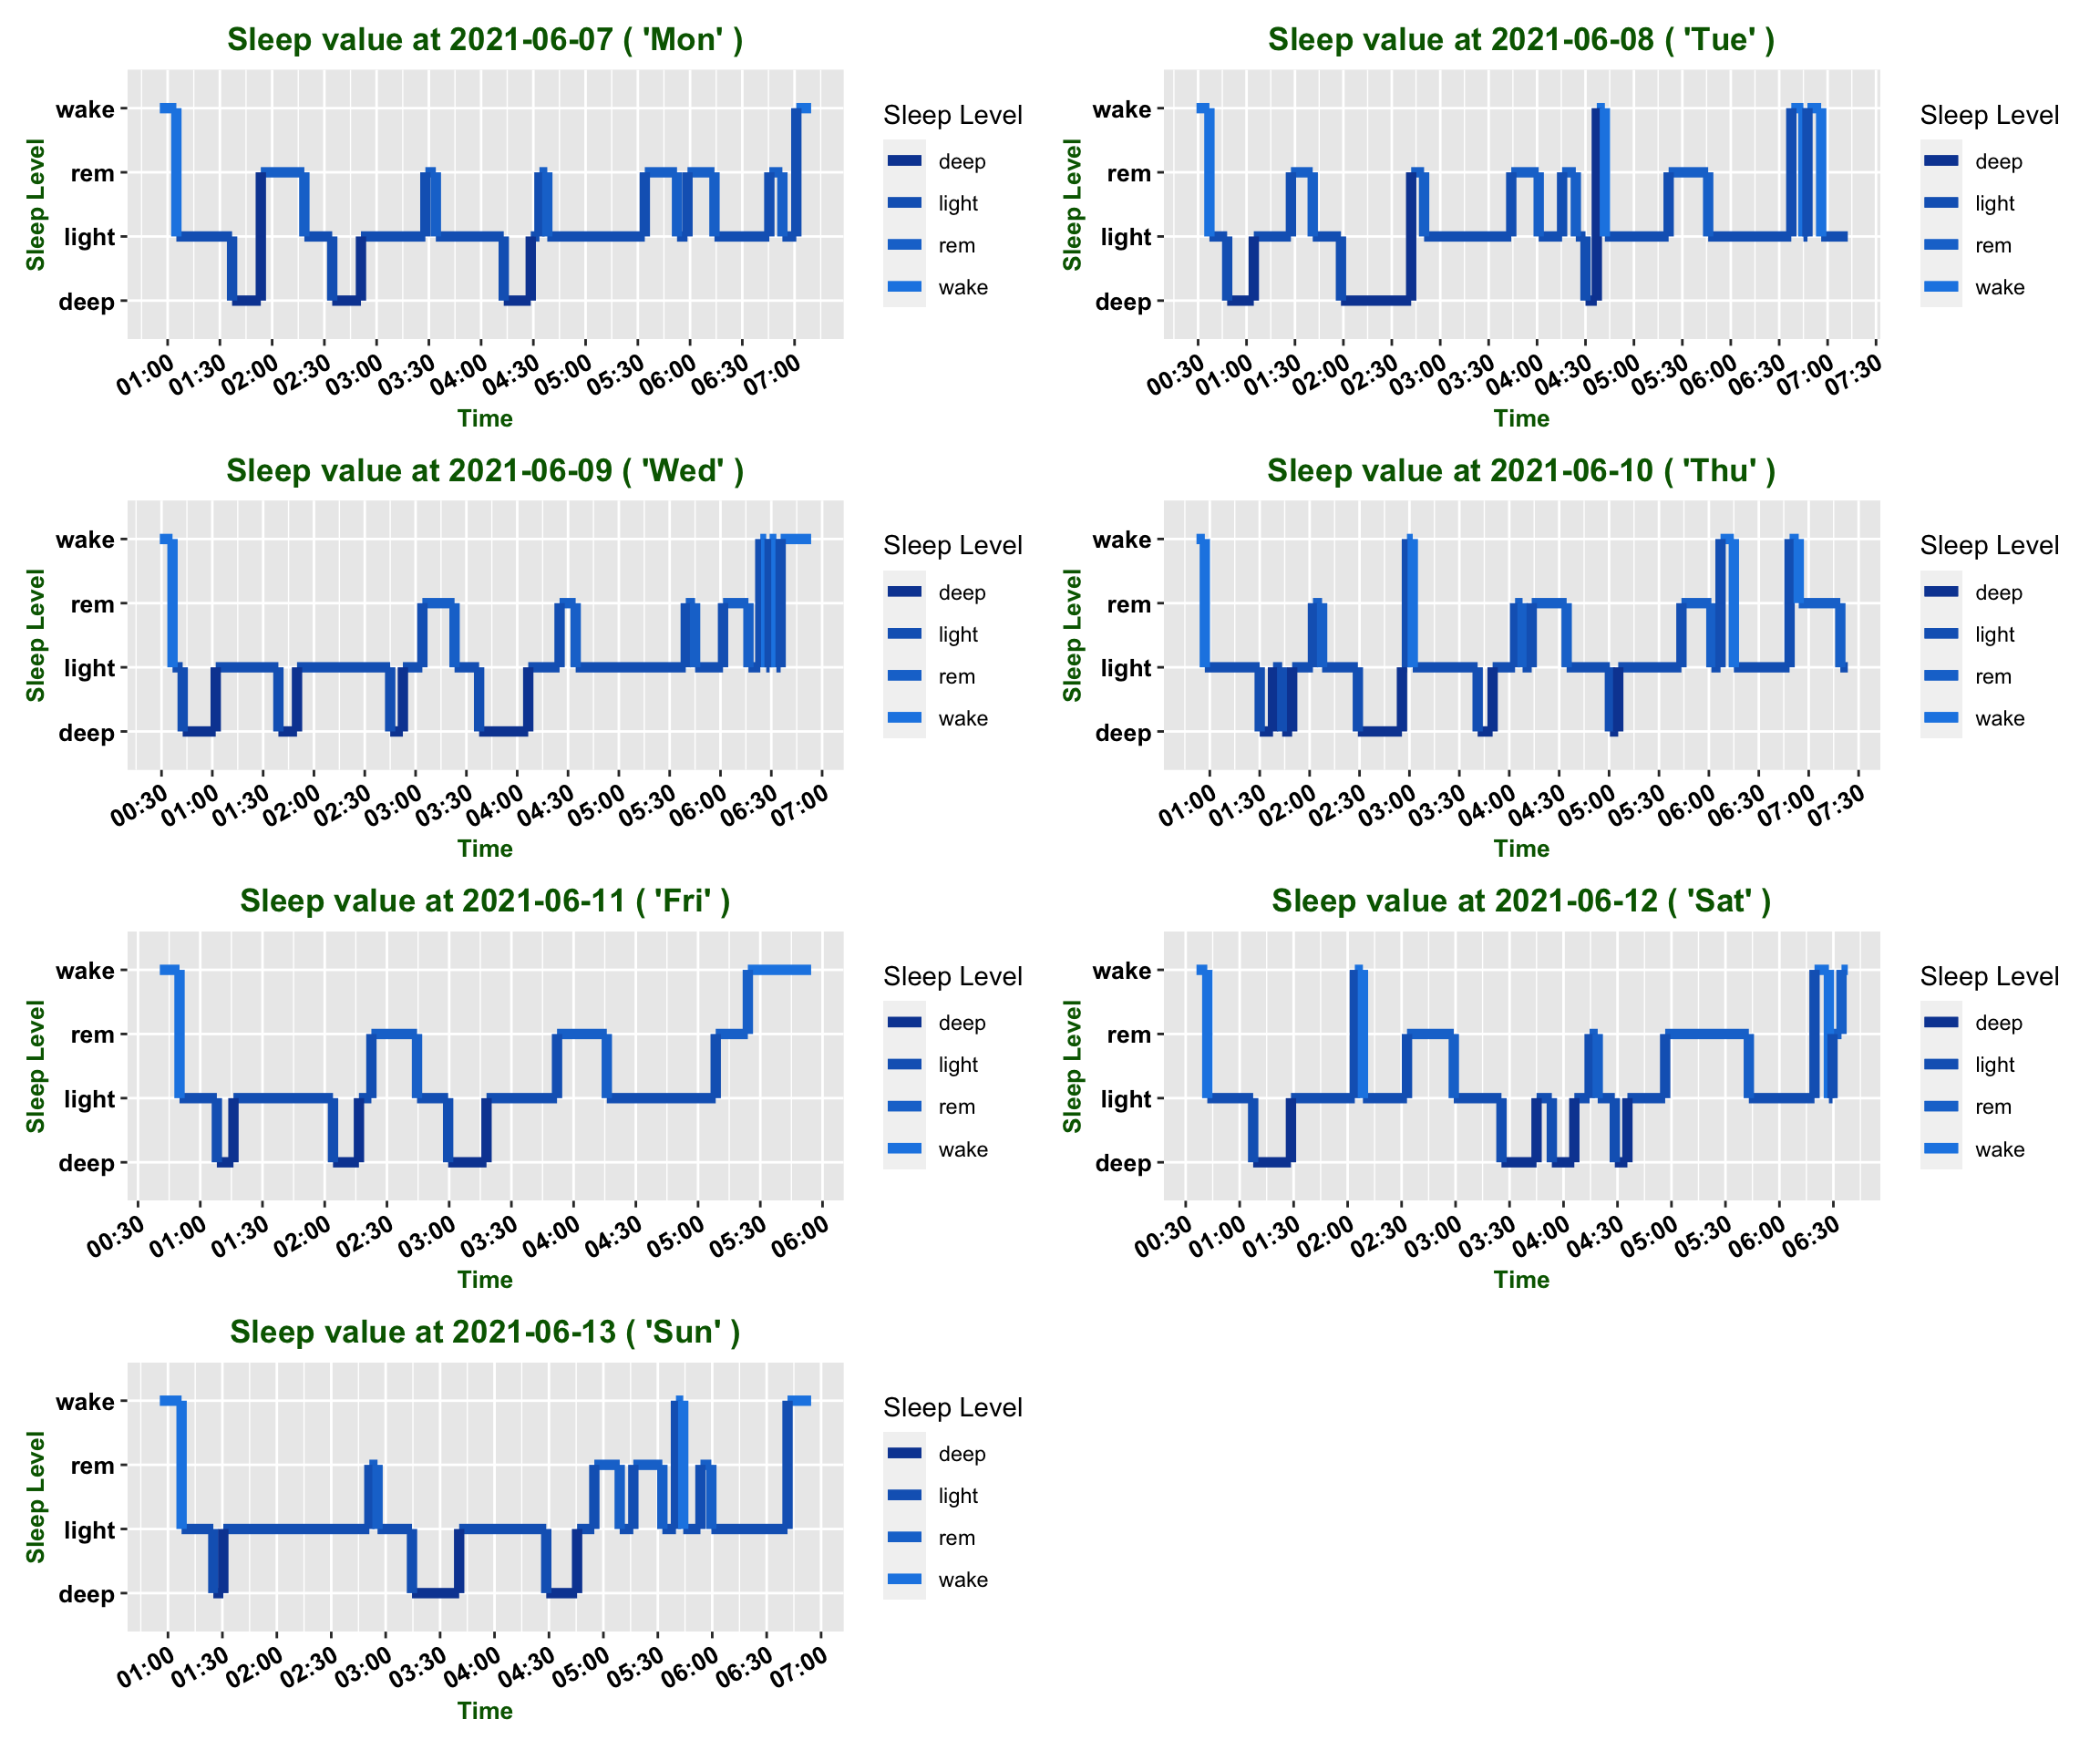 Sleep value at 2021-06-07 ( 'Mon' )
Sleep Level
wake
rem
light
deep
01:00 01:30 02:00 02:30 03:00 03:30 04:00 04:30 05:00 05:30 06:00 06:30 07:00
Time
Sleep Level
deep
light
rem
wake
Sleep value at 2021-06-08 ( 'Tue' )
Sleep Level
wake
rem
light
deep
00:30 01:00 01:30 02:00 02:30 03:00 03:30 04:00 04:30 05:00 05:30 06:00 06:30 07:00 07:30
Time
Sleep Level
deep
light
rem
wake
Sleep value at 2021-06-09 ( 'Wed' )
Sleep Level
wake
rem
light
deep
00:30 01:00 01:30 02:00 02:30 03:00 03:30 04:00 04:30 05:00 05:30 06:00 06:30 07:00
Time
Sleep Level
deep
light
rem
wake
Sleep value at 2021-06-10 ( 'Thu' )
Sleep Level
wake
rem
light
deep
01:00 01:30 02:00 02:30 03:00 03:30 04:00 04:30 05:00 05:30 06:00 06:30 07:00 07:30
Time
Sleep Level
deep
light
rem
wake
Sleep value at 2021-06-11 ( 'Fri' )
Sleep Level
wake
rem
light
deep
00:30 01:00 01:30 02:00 02:30 03:00 03:30 04:00 04:30 05:00 05:30 06:00
Time
Sleep Level
deep
light
rem
wake
Sleep value at 2021-06-12 ( 'Sat' )
Sleep Level
wake
rem
light
deep
00:30 01:00 01:30 02:00 02:30 03:00 03:30 04:00 04:30 05:00 05:30 06:00 06:30
Time
Sleep Level
deep
light
rem
wake
Sleep value at 2021-06-13 ( 'Sun' )
Sleep Level
wake
rem
light
deep
01:00 01:30 02:00 02:30 03:00 03:30 04:00 04:30 05:00 05:30 06:00 06:30 07:00
Time
Sleep Level
deep
light
rem
wake